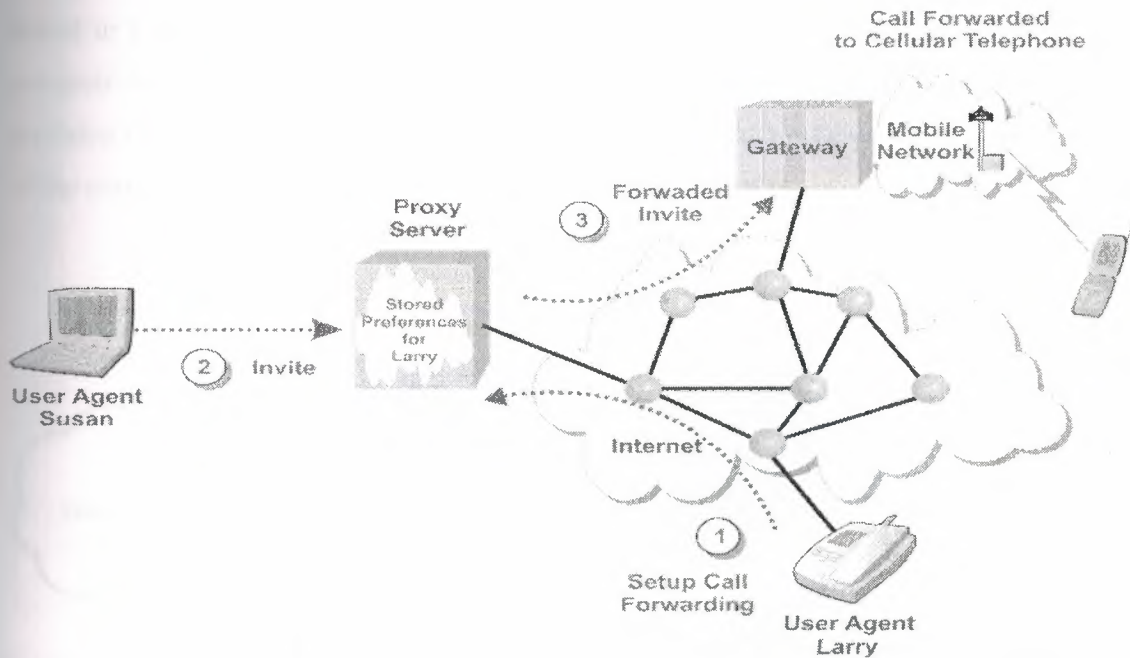 Call Forwarded
to Cellular Telephone
Mobile
Network
Gateway
Forwaded
Invite
3
Proxy
Server
Stored
Preferences
for
Larry
2
Invite
User Agent
Susan
Internet
1
Setup Call
Forwarding
User Agent
Larry